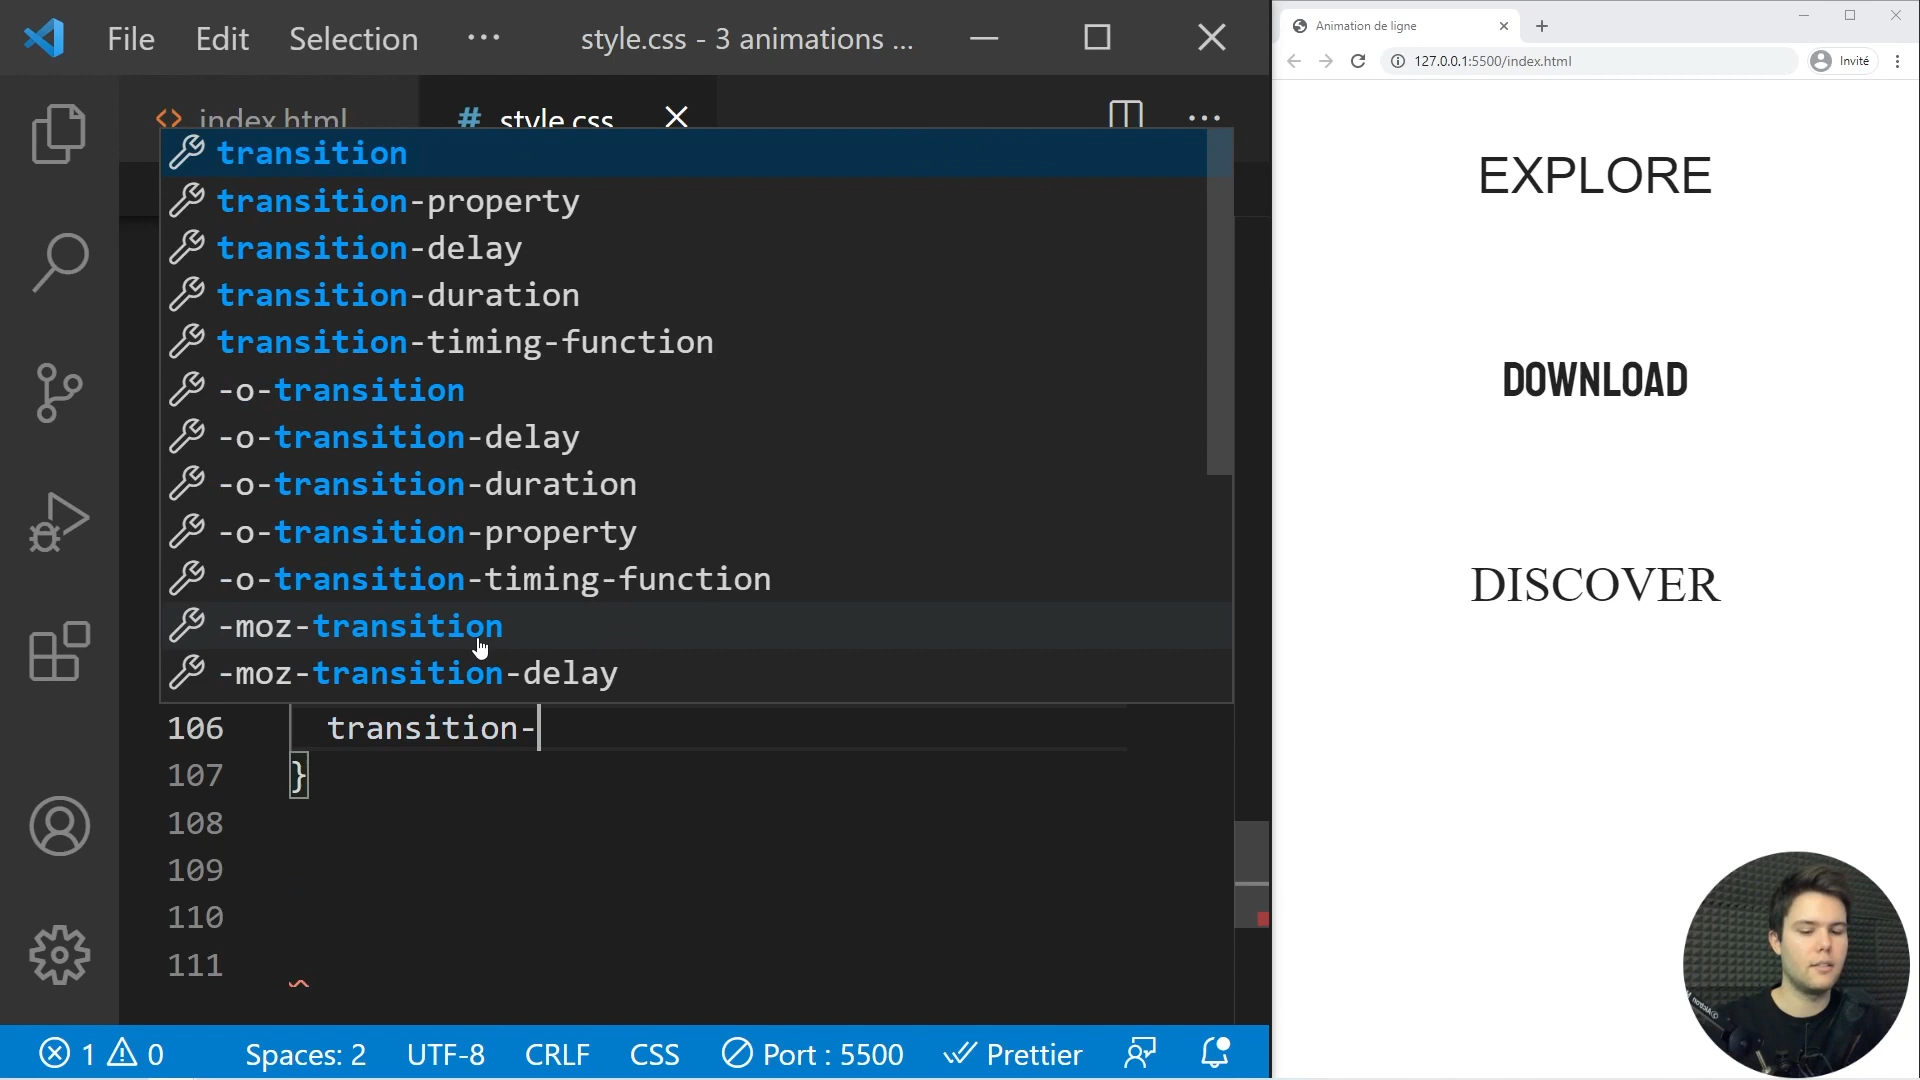 File Edit Selection ··· style.css - 3 animations ...
index.html
# style.css
transition
transition-property
transition-delay
transition-duration
transition-timing-function
-o-transition
-o-transition-delay
-o-transition-duration
-o-transition-property
-o-transition-timing-function
-moz-transition
-moz-transition-delay
106 transition-
107 }
108
109
110
111
1 0 Spaces: 2 UTF-8 CRLF CSS Port : 5500 Prettier
Animation de ligne
127.0.0.1:5500/index.html Invité
EXPLORE
DOWNLOAD
DISCOVER